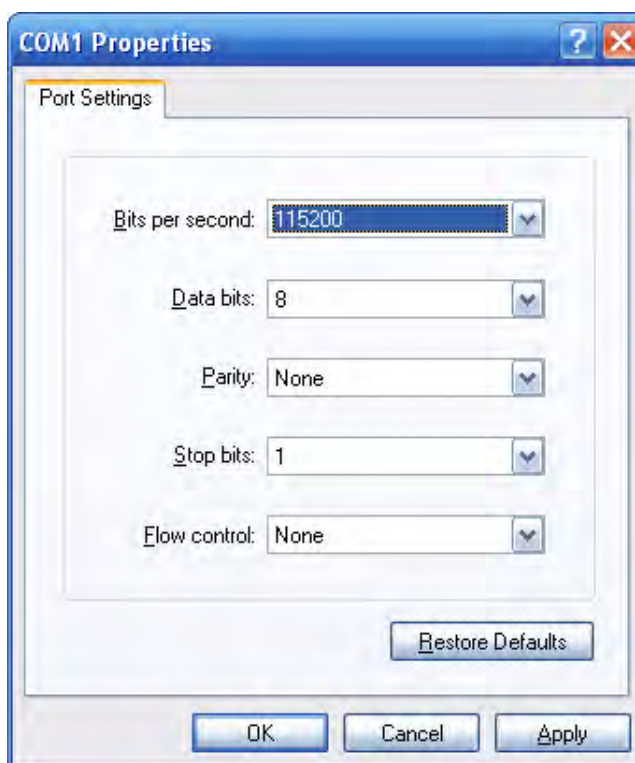 COM1 Properties
Port Settings
Bits per second: 115200
Data bits: 8
Parity: None
Stop bits: 1
Flow control: None
Restore Defaults
OK Cancel Apply